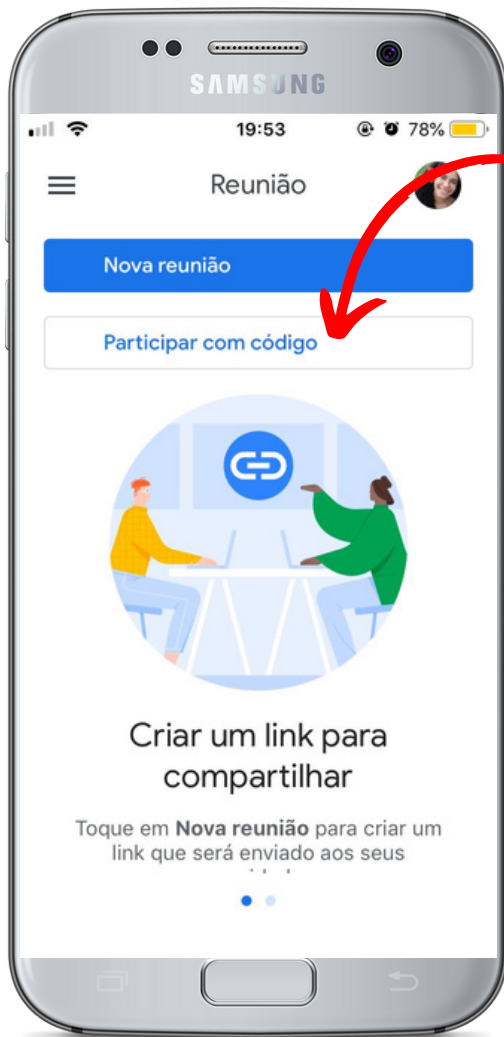 SAMSUNG
19:53
78%
Reunião
Nova reunião
Participar com código
Criar um link para
compartilhar
Toque em Nova reunião para criar um
link que será enviado aos seus